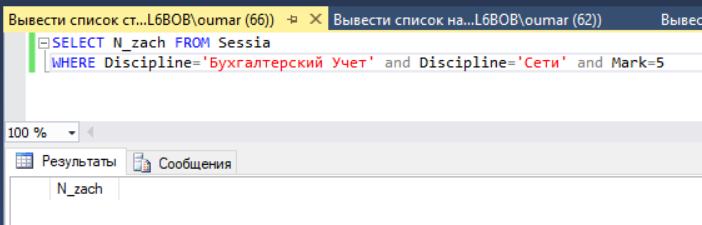 Вывести список ст...L6BOB\oumar (66))
Вывести список на...L6BOB\oumar (62))
Вывес
SELECT N_zach FROM Sessia
WHERE Discipline='Бухгалтерский Учет' and Discipline='Сети' and Mark=5
100 %
Результаты
Сообщения
N_zach